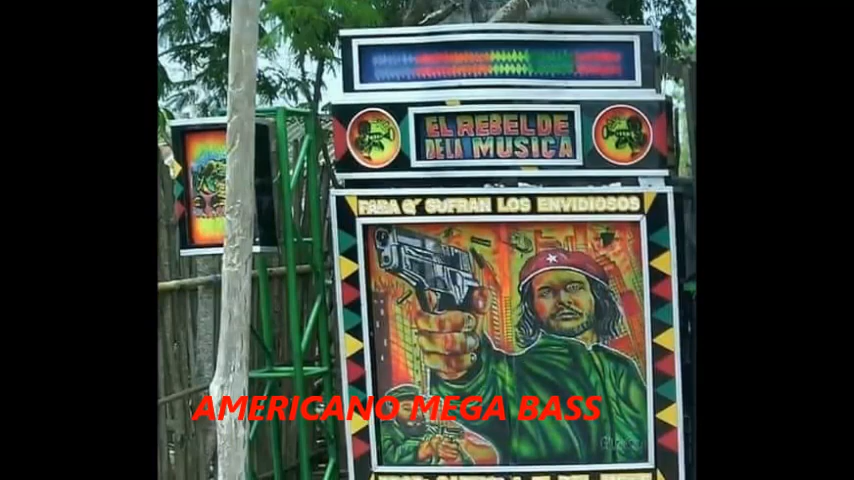 EL REBELDE
DE LA MUSICA
PARA Q' SUFRAN LOS ENVIDIOSOS
AMERICANO MEGA BASS